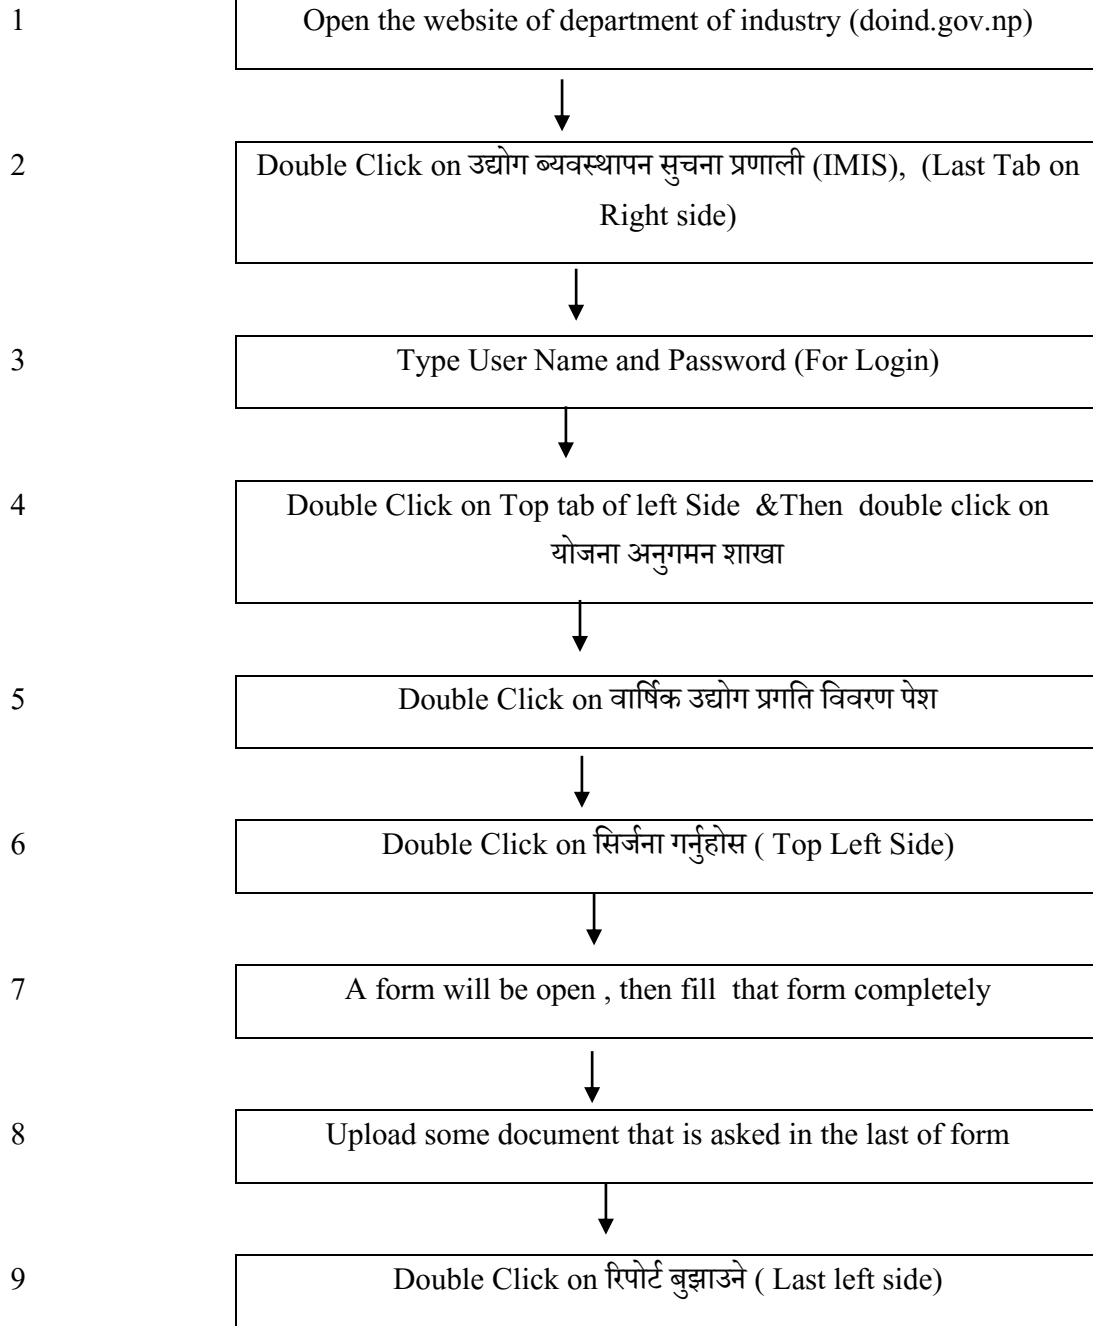 1 Open the website of department of industry (doind.gov.np)
2 Double Click on उद्योग ब्यवस्थापन सुचना प्रणाली (IMIS), (Last Tab on
Right side)
3 Type User Name and Password (For Login)
4 Double Click on Top tab of left Side &Then double click on
योजना अनुगमन शाखा
5 Double Click on वार्षिक उद्योग प्रगति विवरण पेश
6 Double Click on सिर्जना गर्नुहोस ( Top Left Side)
7 A form will be open , then fill that form completely
8 Upload some document that is asked in the last of form
9 Double Click on रिपोर्ट बुझाउने ( Last left side)